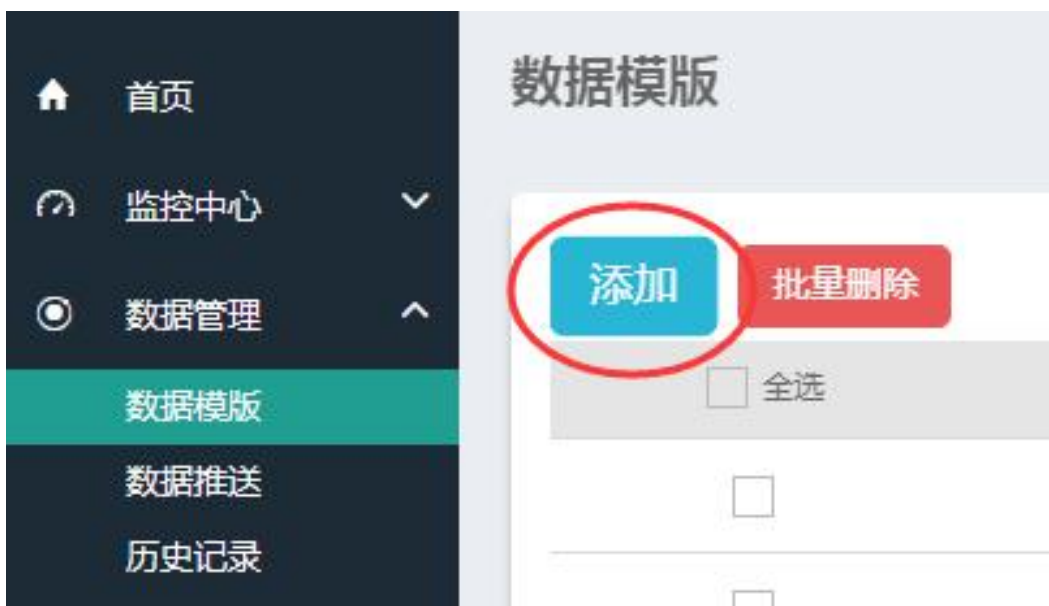 首页
监控中心
数据管理
数据模版
数据推送
历史记录
数据模版
添加
批量删除
全选